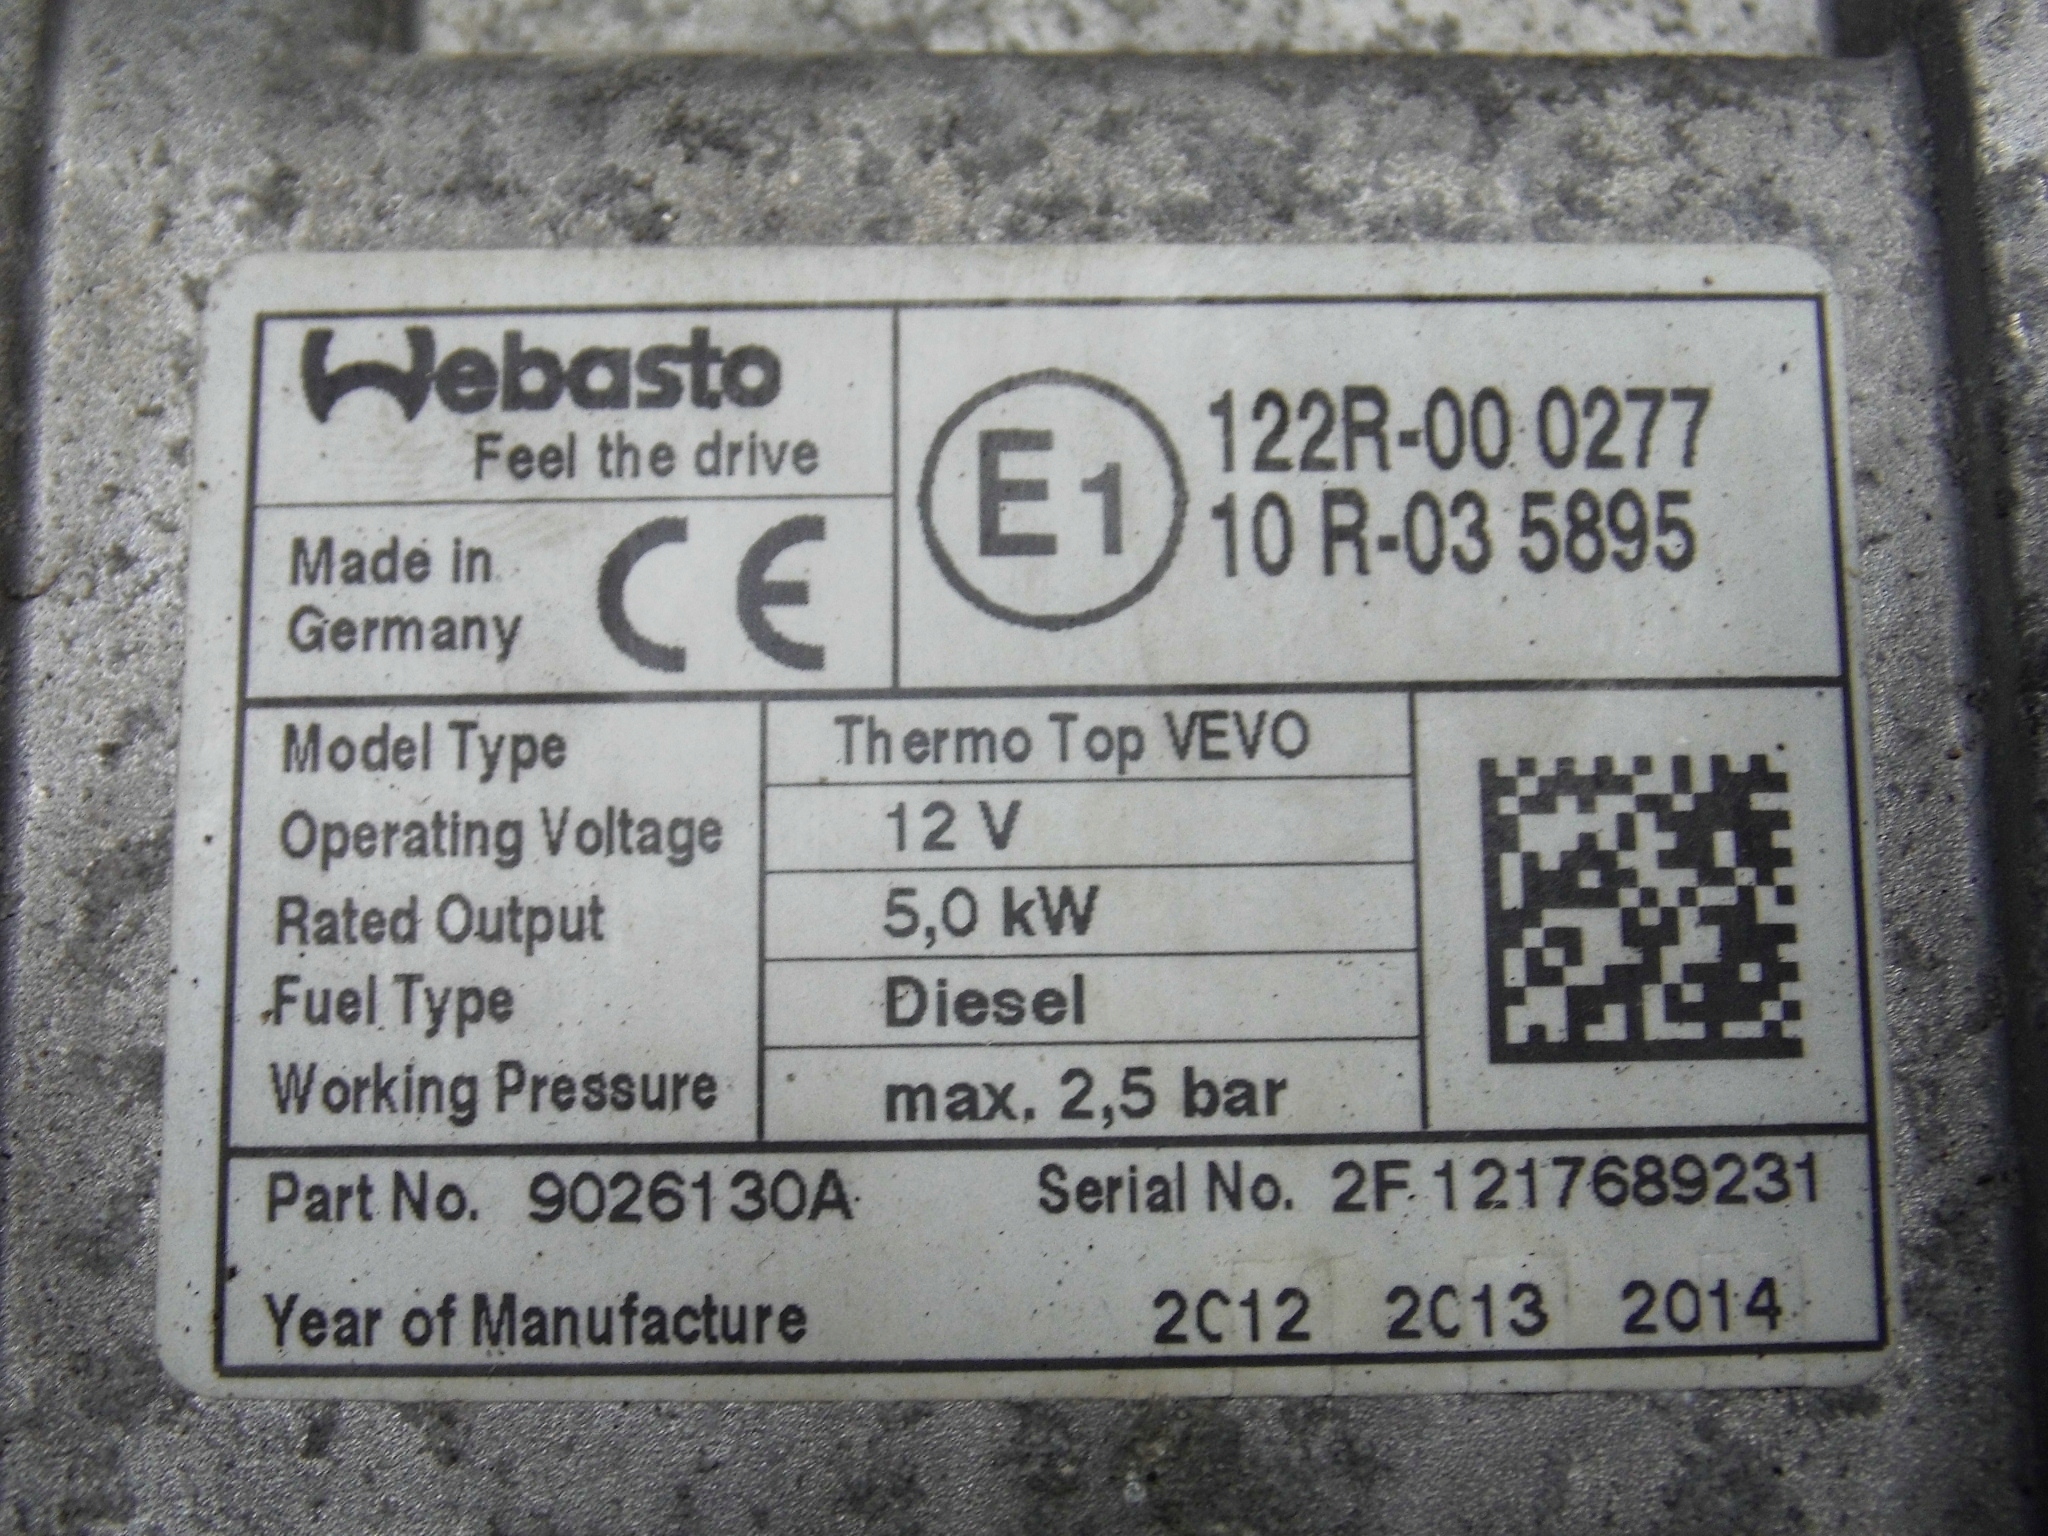 Webasto
Feel the drive
Made in
Germany
CE
E1
122R-00 0277
10 R-03 5895
Model Type Thermo Top VEVO
Operating Voltage 12 V
Rated Output 5,0 kW
Fuel Type Diesel
Working Pressure max. 2,5 bar
Part No. 9026130A Serial No. 2F 1217689231
Year of Manufacture 2012 2013 2014